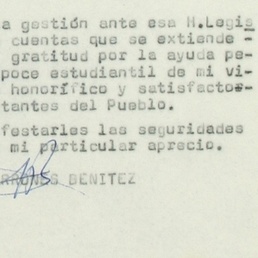 a gestión ante esa H.Legis
cuentas que se extiende -
gratitud por la ayuda pe-
poce estudiantil de mi vi-
honorífico y satisfactor-
tantes del Pueblo.
festarles las seguridades
mi particular aprecio.
BENITEZ